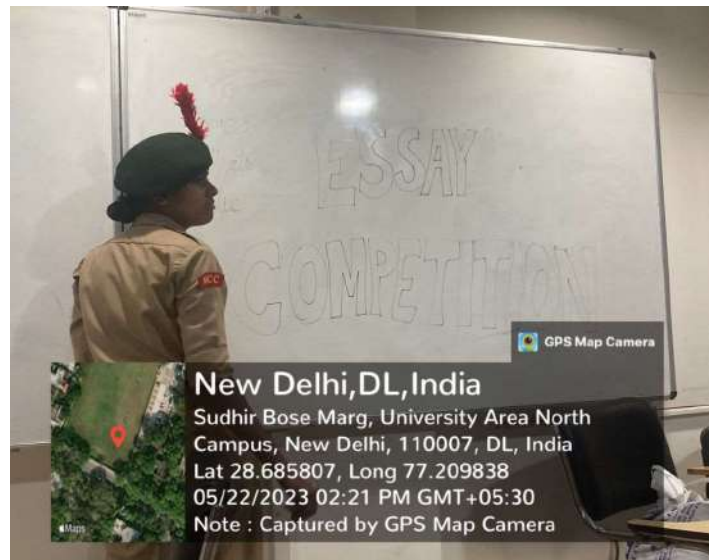 ESSAY
COMPETITION
NCC
GPS Map Camera
New Delhi,DL,India
Sudhir Bose Marg, University Area North
Campus, New Delhi, 110007, DL, India
Lat 28.685807, Long 77.209838
05/22/2023 02:21 PM GMT+05:30
Note : Captured by GPS Map Camera
Maps